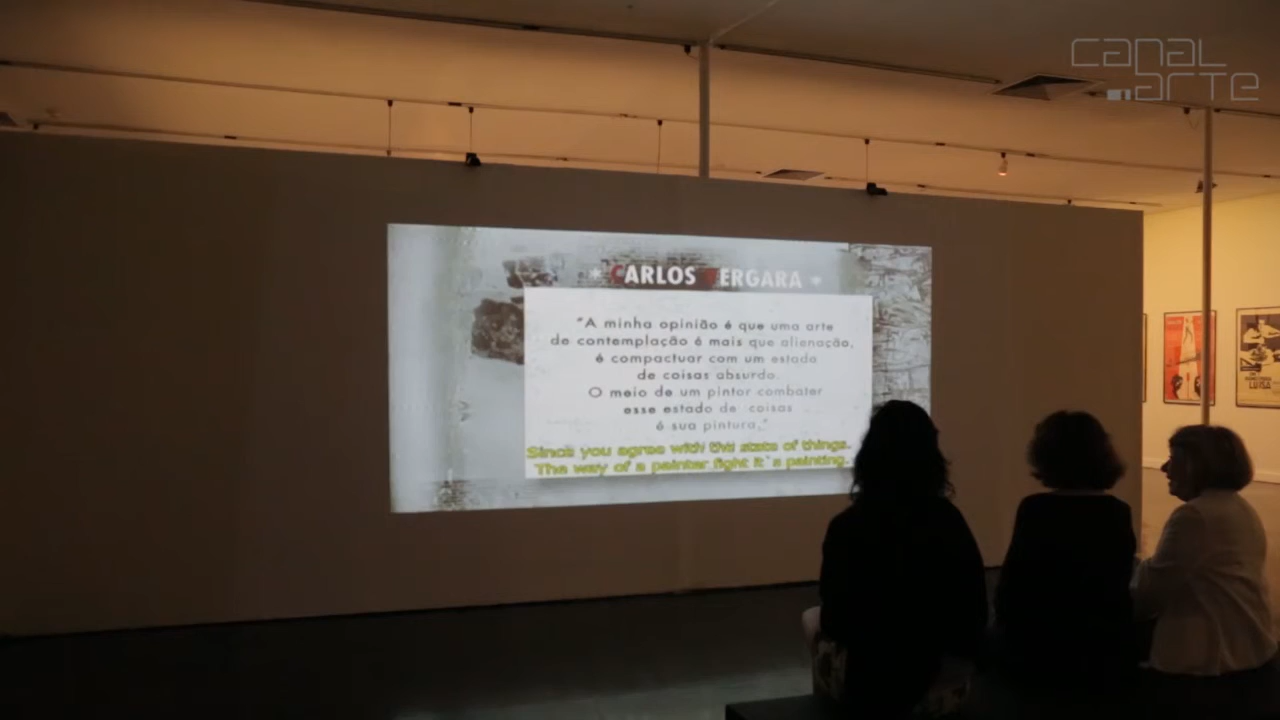 canal
arte
* CARLOS VERGARA *
"A minha opinião é que uma arte
de contemplação é mais que alienação,
é compactuar com um estado
de coisas absurdo.
O meio de um pintor combater
esse estado de coisas
é sua pintura."
Since you agree with the state of things.
The way of a painter fight it`s painting.
LUISA